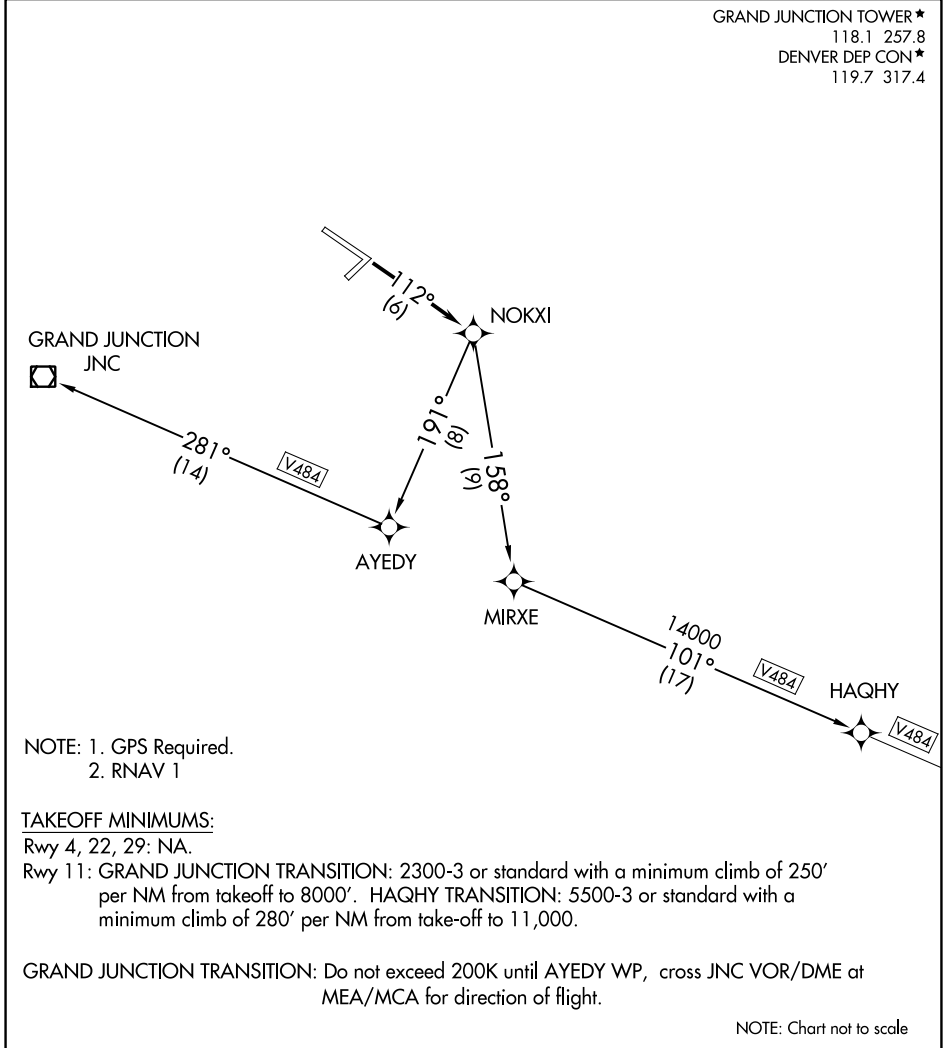 GRAND JUNCTION TOWER★
118.1 257.8
DENVER DEP CON★
119.7 317.4
112°
(6)
NOKXI
GRAND JUNCTION
JNC
191°
(8)
158°
(9)
281°
(14)
V484
AYEDY
MIRXE
14000
101°
(17)
V484
HAQHY
V484
NOTE: 1. GPS Required.
2. RNAV 1
TAKEOFF MINIMUMS:
Rwy 4, 22, 29: NA.
Rwy 11: GRAND JUNCTION TRANSITION: 2300-3 or standard with a minimum climb of 250′
per NM from takeoff to 8000′. HAQHY TRANSITION: 5500-3 or standard with a
minimum climb of 280′ per NM from take-off to 11,000.
GRAND JUNCTION TRANSITION: Do not exceed 200K until AYEDY WP, cross JNC VOR/DME at
MEA/MCA for direction of flight.
NOTE: Chart not to scale